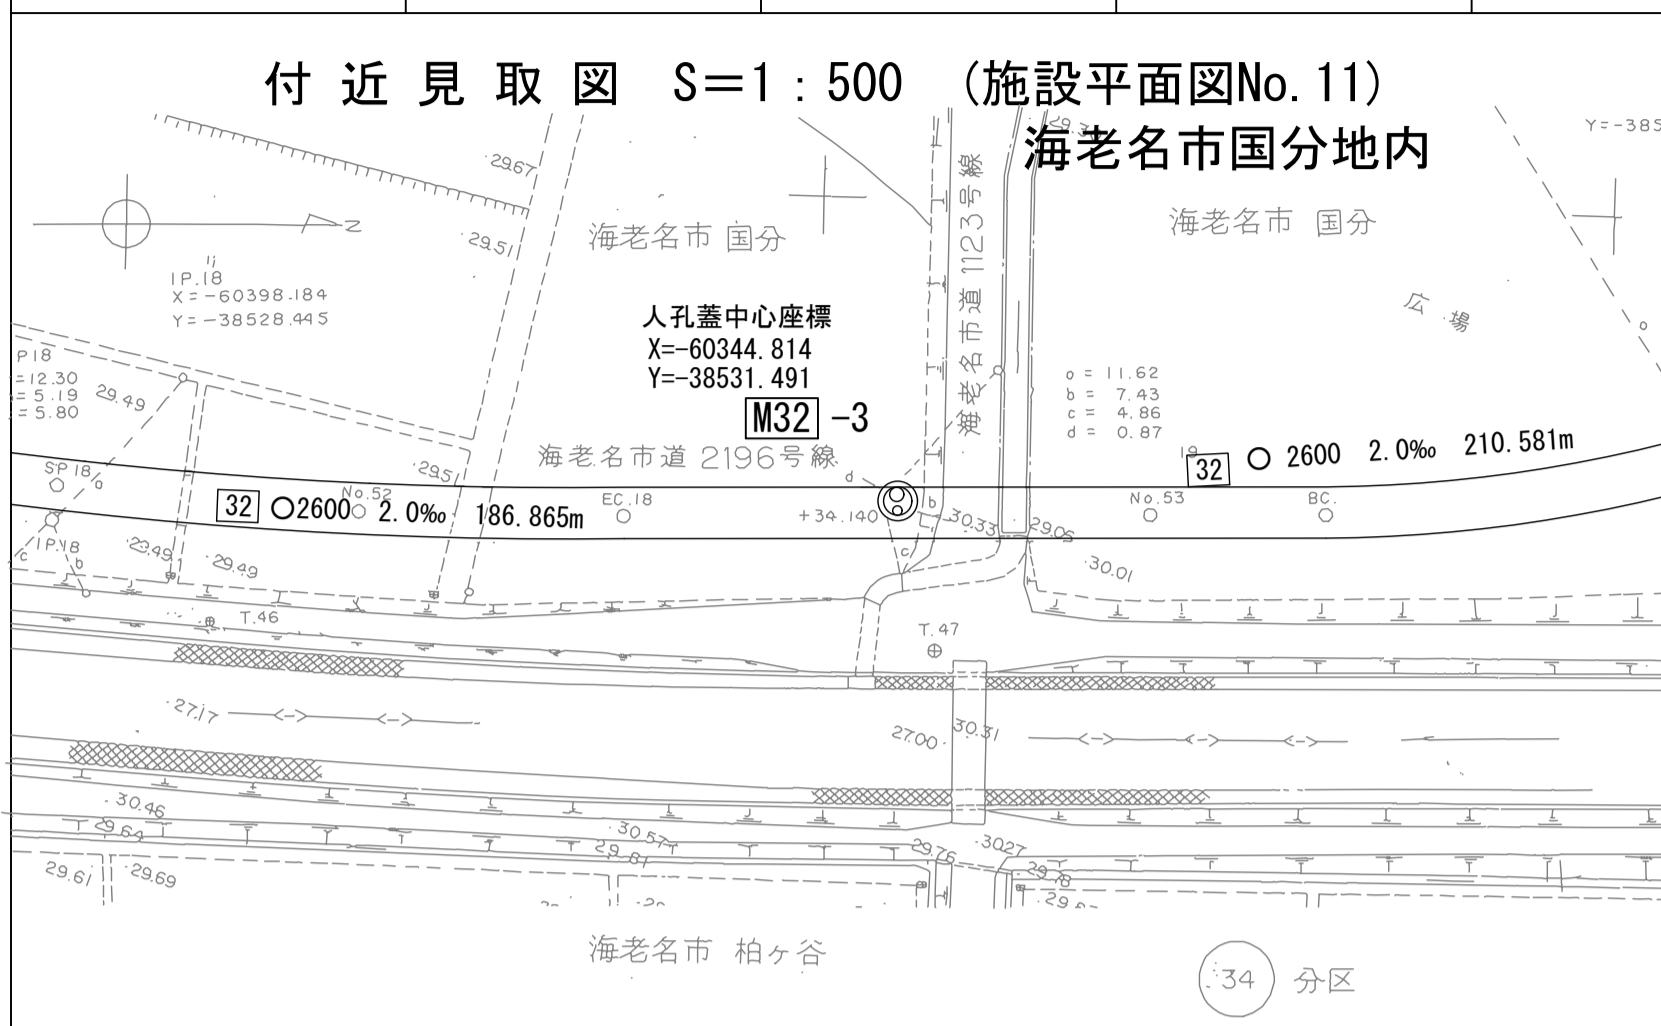 付 近 見 取 図 S=1：500 (施設平面図No.11)
海老名市国分地内
Y=-385
29.67
29.51
N
海老名市 国分
海老名市 国分
海老名市道 1123号線
広 場
IP.18
X=-60398.184
Y=-38528.445
人孔蓋中心座標
X=-60344.814
Y=-38531.491
M32 -3
P18
=12.30
=5.19
=5.80
29.49
a = 11.62
b = 7.43
c = 4.86
d = 0.87
海老名市道 2196号線
29.51
SP18
32 ○2600 2.0‰ 186.865m
No.52
EC.18
+34.140
d
b
c
30.33
29.05
19
32 ○ 2600 2.0‰ 210.581m
No.53
BC.
IP.18
c
b
29.49
29.49
30.01
T.46
T.47
27.17
27.00
30.31
30.46
29.64
30.57
29.61
29.76
30.27
29.78
29.61
29.69
海老名市 柏ヶ谷
34 分区